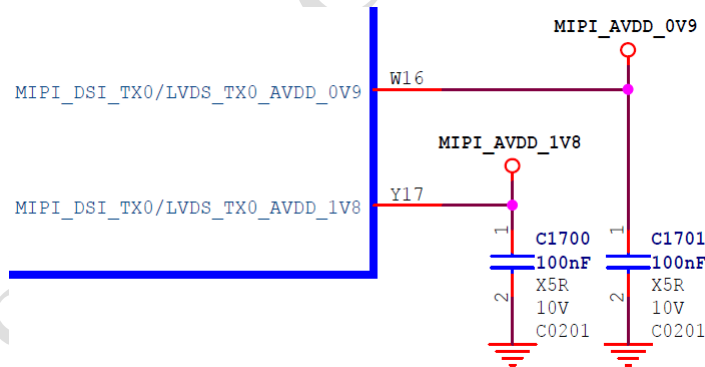 MIPI_AVDD_0V9
MIPI_DSI_TX0/LVDS_TX0_AVDD_0V9
W16
MIPI_AVDD_1V8
MIPI_DSI_TX0/LVDS_TX0_AVDD_1V8
Y17
1
C1700
100nF
X5R
10V
C0201
2
1
C1701
100nF
X5R
10V
C0201
2